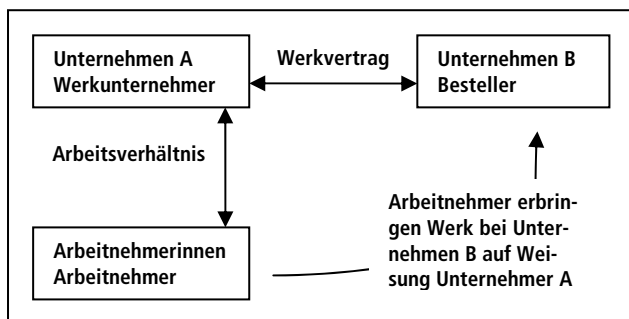 Unternehmen A
Werkunternehmer
Werkvertrag
Unternehmen B
Besteller
Arbeitsverhältnis
Arbeitnehmer erbrin-
gen Werk bei Unter-
nehmen B auf Wei-
sung Unternehmer A
Arbeitnehmerinnen
Arbeitnehmer